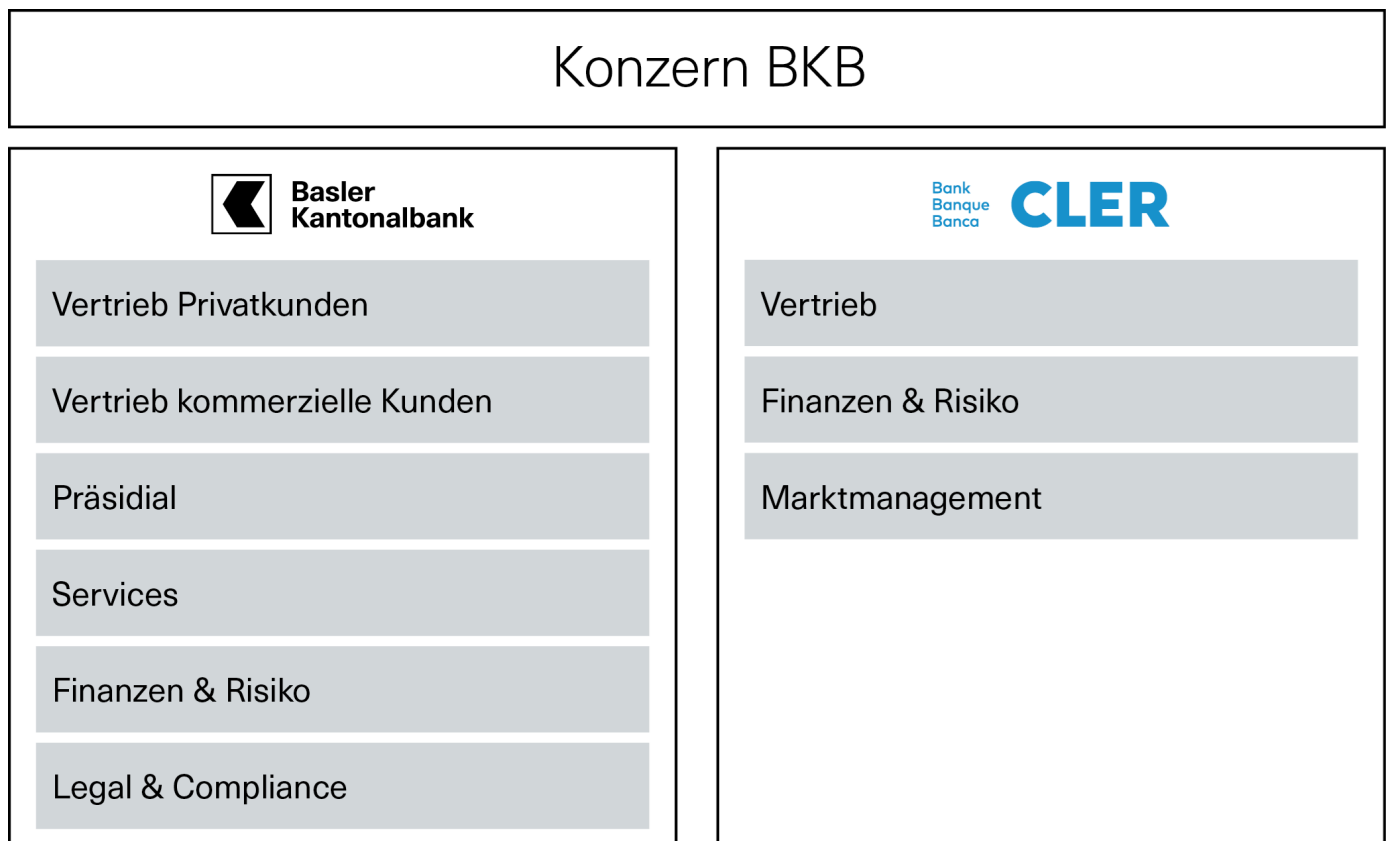 Konzern BKB
Basler
Kantonalbank
Vertrieb Privatkunden
Vertrieb kommerzielle Kunden
Präsidial
Services
Finanzen & Risiko
Legal & Compliance
Bank
Banque
Banca
CLER
Vertrieb
Finanzen & Risiko
Marktmanagement